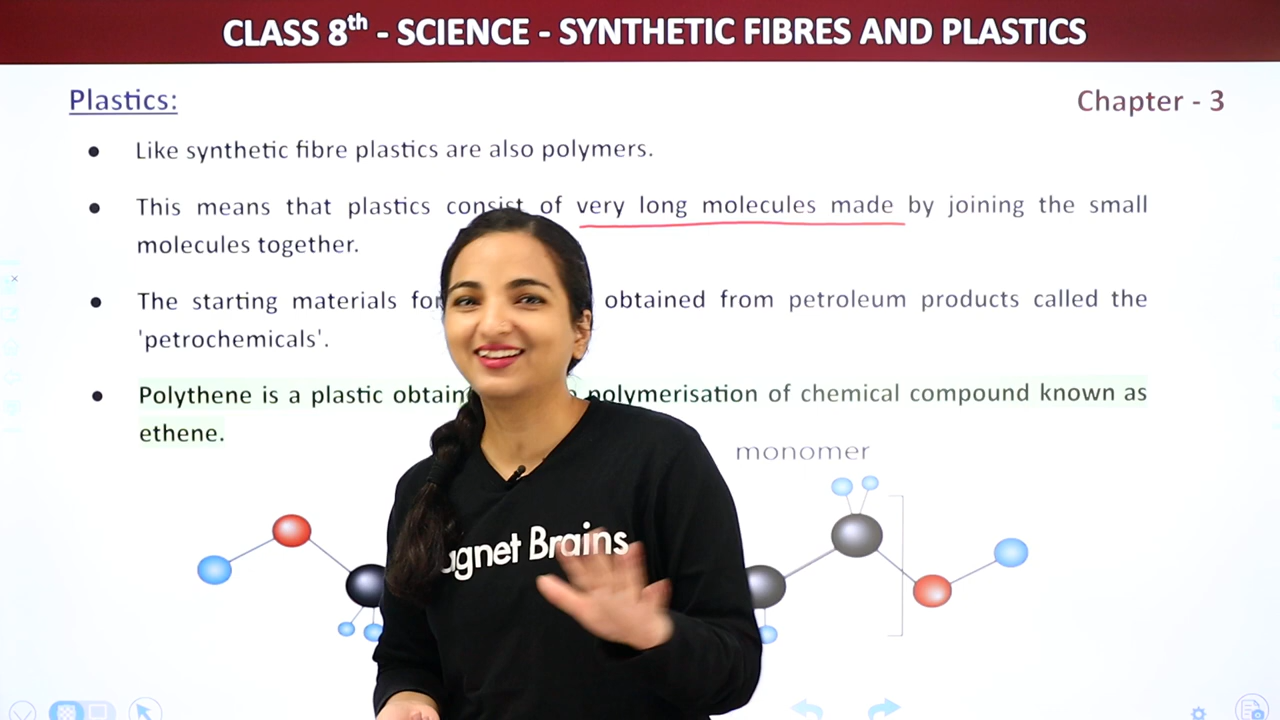 CLASS 8th - SCIENCE - SYNTHETIC FIBRES AND PLASTICS
Plastics:
Chapter - 3
● Like synthetic fibre plastics are also polymers.
● This means that plastics consist of very long molecules made by joining the small
molecules together.
● The starting materials for obtained from petroleum products called the
'petrochemicals'.
● Polythene is a plastic polymerisation of chemical compound known as
ethene.
monomer
Brains